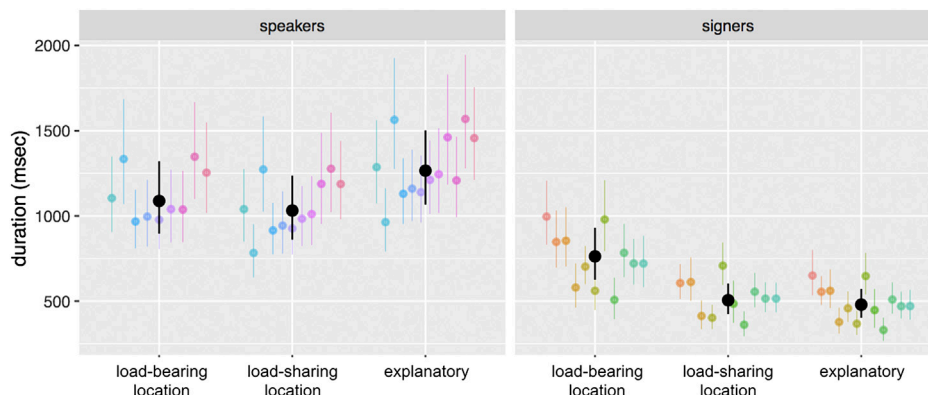 speakers
signers
2000
1500
1000
500
duration (msec)
load-bearing
location
load-sharing
location
explanatory
load-bearing
location
load-sharing
location
explanatory